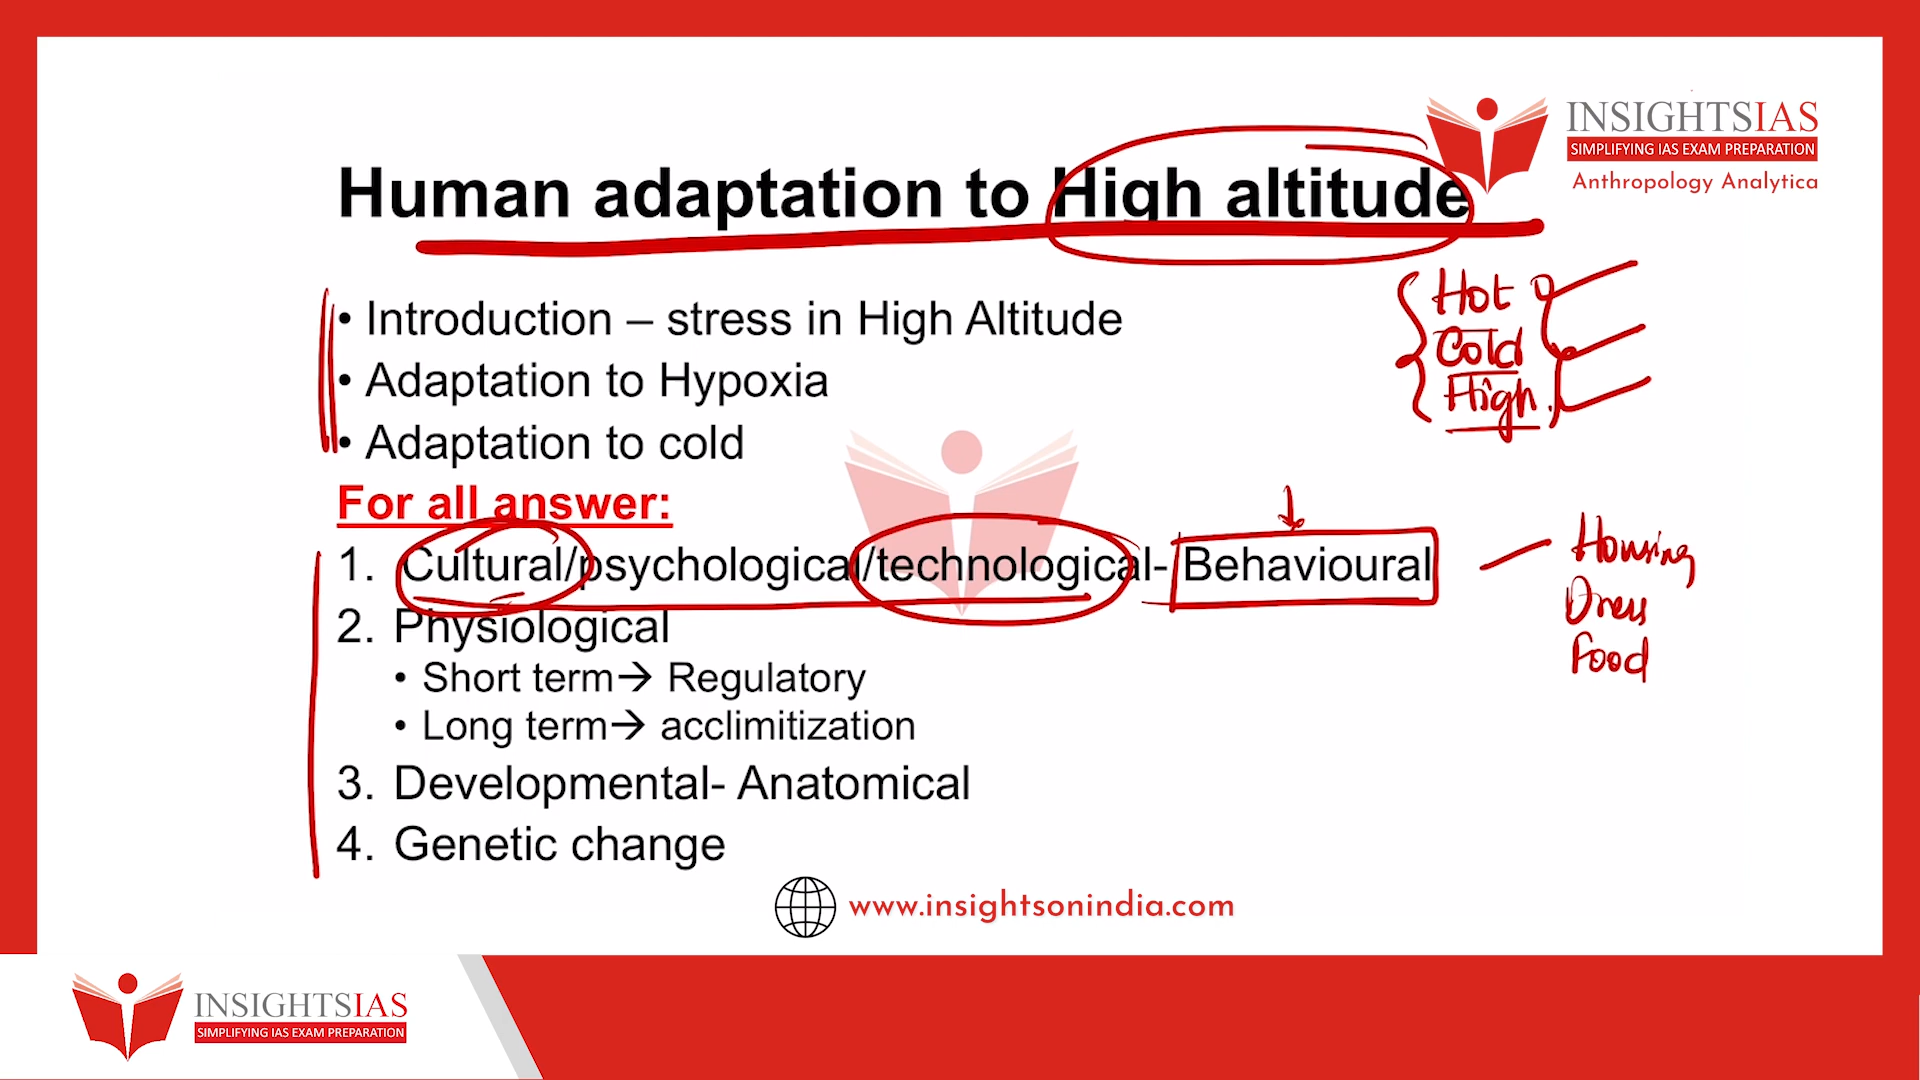 INSIGHTSIAS
SIMPLIFYING IAS EXAM PREPARATION
Anthropology Analytica
Human adaptation to High altitude
• Introduction – stress in High Altitude
• Adaptation to Hypoxia
• Adaptation to cold
Hot
Cold
High
For all answer:
1. Cultural/psychological/technological- Behavioural
Housing
Dress
Food
2. Physiological
• Short term→ Regulatory
• Long term→ acclimitization
3. Developmental- Anatomical
4. Genetic change
www.insightsonindia.com
INSIGHTSIAS
SIMPLIFYING IAS EXAM PREPARATION